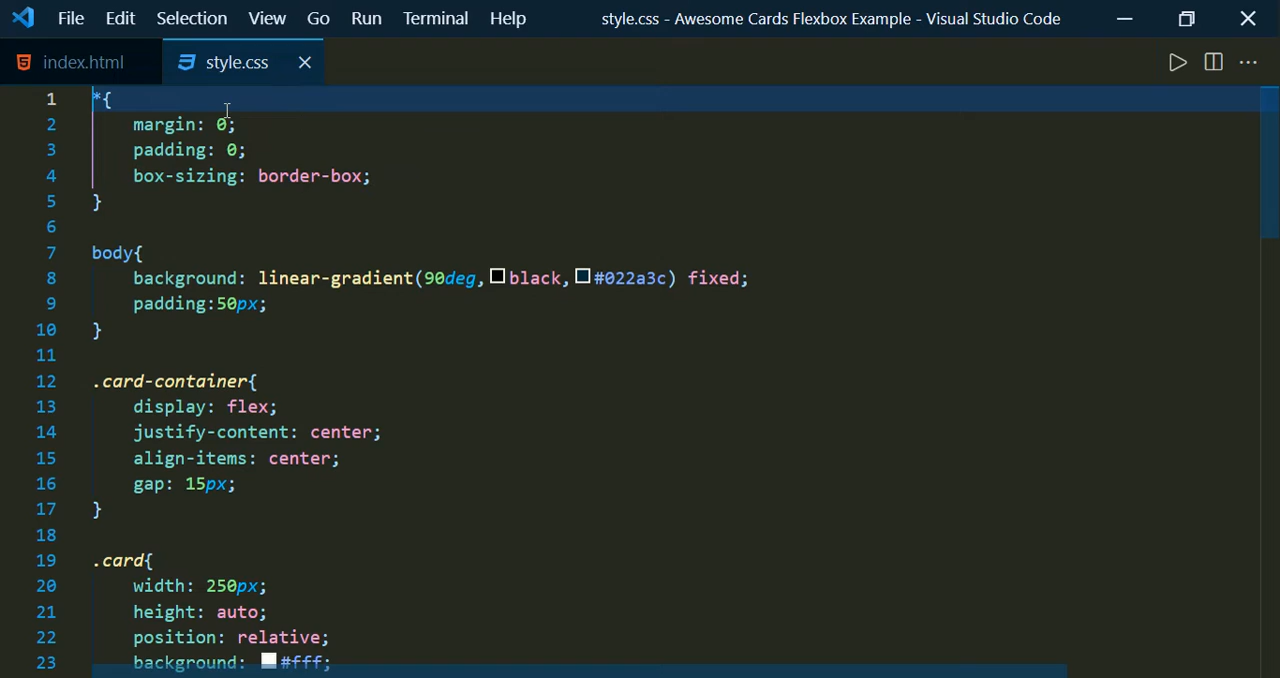 File Edit Selection View Go Run Terminal Help style.css - Awesome Cards Flexbox Example - Visual Studio Code
index.html style.css
1 *{
2 margin: 0;
3 padding: 0;
4 box-sizing: border-box;
5 }
6
7 body{
8 background: linear-gradient(90deg,black,#022a3c) fixed;
9 padding:50px;
10 }
11
12 .card-container{
13 display: flex;
14 justify-content: center;
15 align-items: center;
16 gap: 15px;
17 }
18
19 .card{
20 width: 250px;
21 height: auto;
22 position: relative;
23 background: #fff;